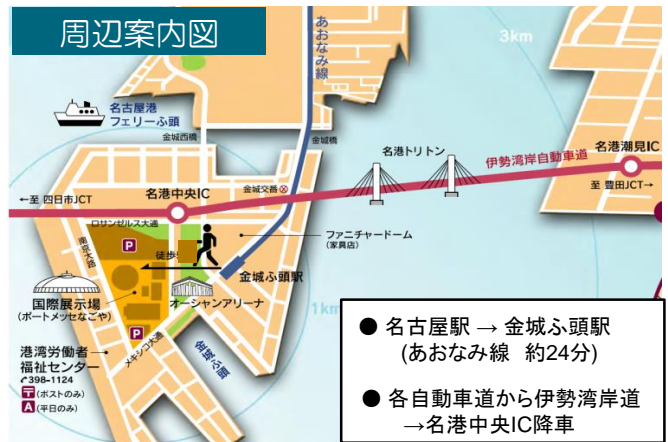 周辺案内図
あおなみ線
3km
名古屋港
フェリーふ頭
金城西橋
金城橋
名港トリトン
伊勢湾岸自動車道
名港潮見IC
至 豊田JCT→
←至 四日市JCT
名港中央IC
金城交番
ロサンゼルス大通
南京大路
P
徒歩
ファニチャードーム
(家具店)
金城ふ頭駅
国際展示場
(ポートメッセなごや)
オーシャンアリーナ
1km
P
メキシコ大通
金城ふ頭
港湾労働者
福祉センター
398-1124
〒(ポストのみ)
A(平日のみ)
● 名古屋駅 → 金城ふ頭駅
(あおなみ線 約24分)
● 各自動車道から伊勢湾岸道
→名港中央IC降車